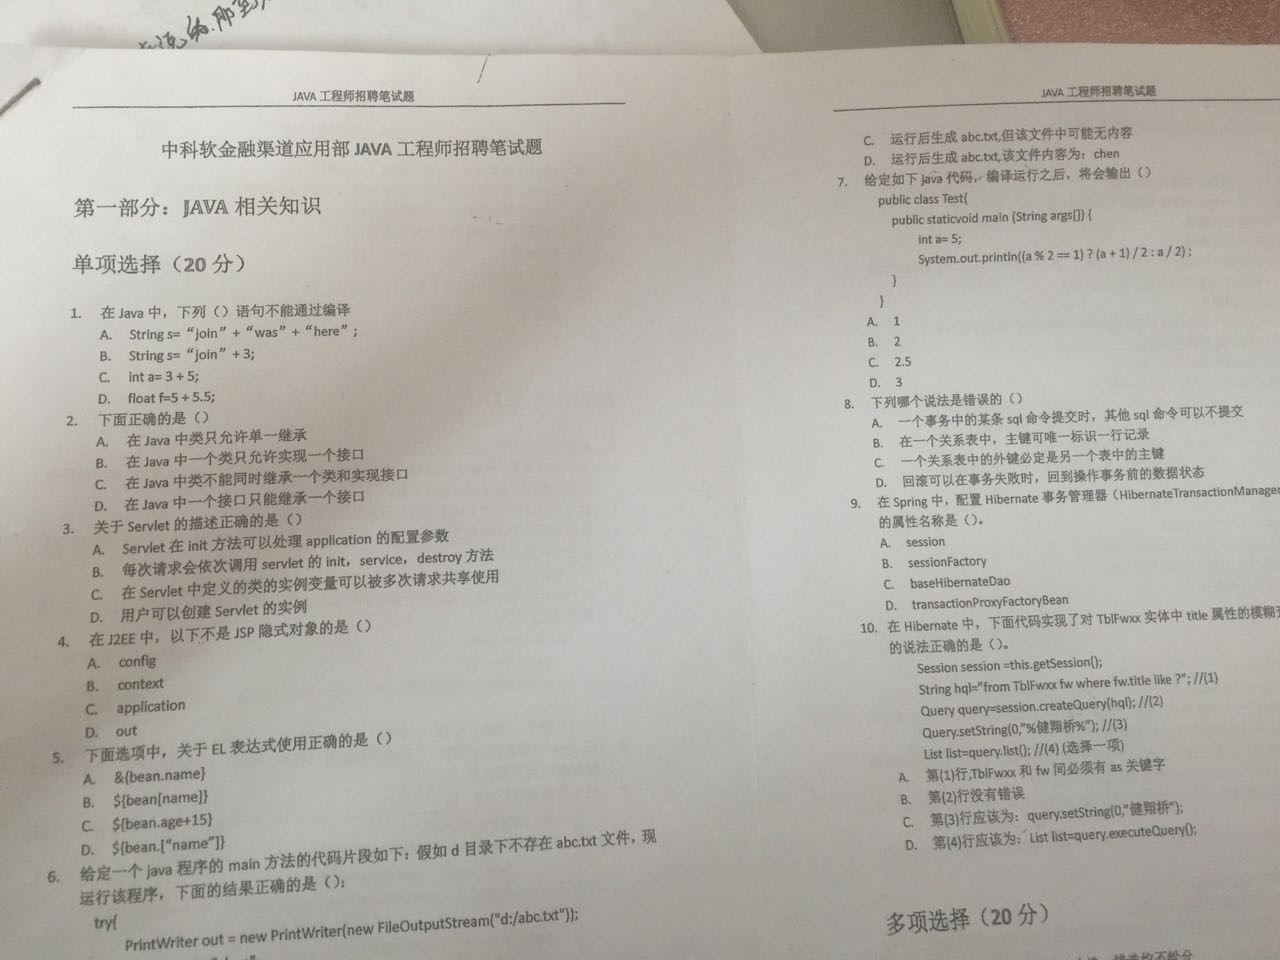 JAVA 工程师招聘笔试题
中科软金融渠道应用部 JAVA 工程师招聘笔试题
第一部分：JAVA 相关知识
单项选择（20 分）
1. 在 Java 中，下列（）语句不能通过编译
A. String s= “join” + “was” + “here” ;
B. String s= “join” + 3;
C. int a= 3 + 5;
D. float f=5 + 5.5;
2. 下面正确的是（）
A. 在 Java 中类只允许单一继承
B. 在 Java 中一个类只允许实现一个接口
C. 在 Java 中类不能同时继承一个类和实现接口
D. 在 Java 中一个接口只能继承一个接口
3. 关于 Servlet 的描述正确的是（）
A. Servlet 在 init 方法可以处理 application 的配置参数
B. 每次请求会依次调用 servlet 的 init，service，destroy 方法
C. 在 Servlet 中定义的类的实例变量可以被多次请求共享使用
D. 用户可以创建 Servlet 的实例
4. 在 J2EE 中，以下不是 JSP 隐式对象的是（）
A. config
B. context
C. application
D. out
5. 下面选项中，关于 EL 表达式使用正确的是（）
A. &{bean.name}
B. ${bean[name]}
C. ${bean.age+15}
D. ${bean.[“name”]}
6. 给定一个 java 程序的 main 方法的代码片段如下：假如 d 目录下不存在 abc.txt 文件，现
运行该程序，下面的结果正确的是（）：
try{
PrintWriter out = new PrintWriter(new FileOutputStream("d:/abc.txt"));
JAVA 工程师招聘笔试题
C. 运行后生成 abc.txt,但该文件中可能无内容
D. 运行后生成 abc.txt,该文件内容为：chen
7. 给定如下 java 代码，编译运行之后，将会输出（）
public class Test{
public staticvoid main (String args[]) {
int a= 5;
System.out.println((a % 2 == 1) ? (a + 1) / 2 : a / 2) ;
}
}
A. 1
B. 2
C. 2.5
D. 3
8. 下列哪个说法是错误的（）
A. 一个事务中的某条 sql 命令提交时，其他 sql 命令可以不提交
B. 在一个关系表中，主键可唯一标识一行记录
C. 一个关系表中的外键必定是另一个表中的主键
D. 回滚可以在事务失败时，回到操作事务前的数据状态
9. 在 Spring 中，配置 Hibernate 事务管理器（HibernateTransactionManager
的属性名称是（）。
A. session
B. sessionFactory
C. baseHibernateDao
D. transactionProxyFactoryBean
10. 在 Hibernate 中，下面代码实现了对 TblFwxx 实体中 title 属性的模糊
的说法正确的是（）。
Session session =this.getSession();
String hql=”from TblFwxx fw where fw.title like ?”; //(1)
Query query=session.createQuery(hql); //(2)
Query.setString(0,”%健翔桥%”); //(3)
List list=query.list(); //(4) (选择一项)
A. 第(1)行,TblFwxx 和 fw 间必须有 as 关键字
B. 第(2)行没有错误
C. 第(3)行应该为：query.setString(0,”健翔桥”);
D. 第(4)行应该为：List list=query.executeQuery();
多项选择（20 分）